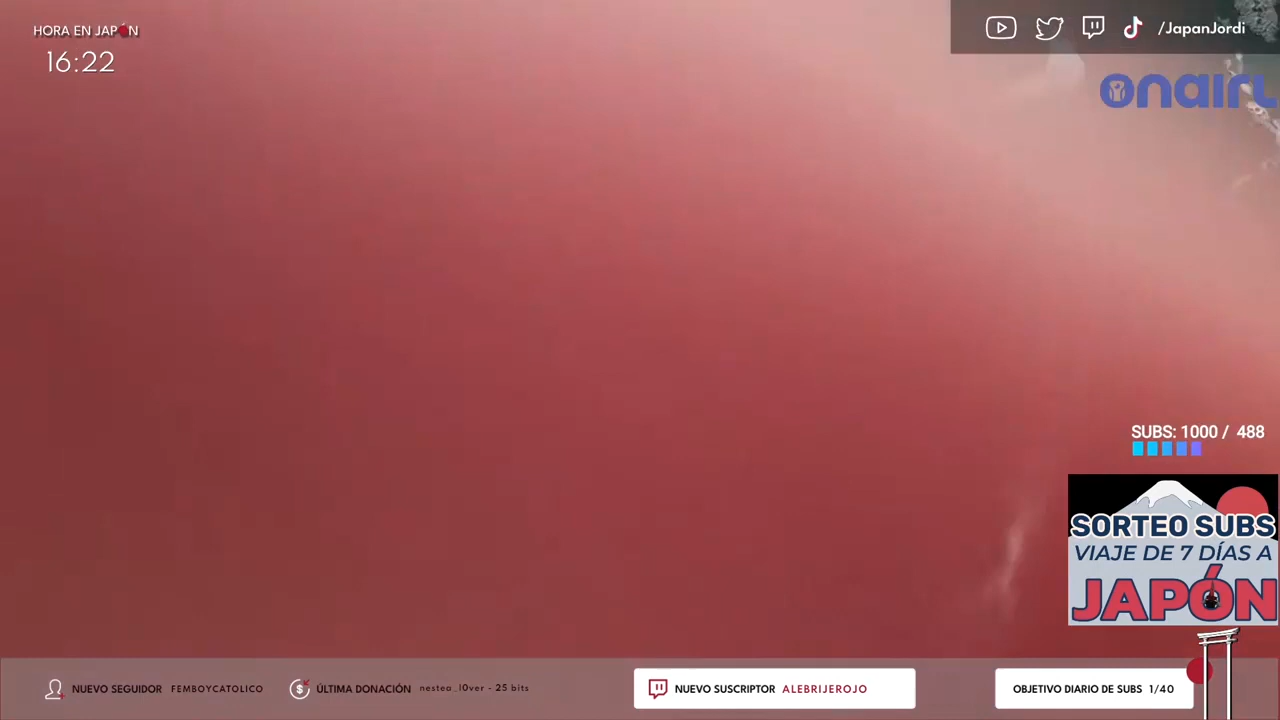 HORA EN JAPÓN
16:22
/JapanJordi
onairl
SUBS: 1000 / 488
SORTEO SUBS
VIAJE DE 7 DÍAS A
JAPÓN
NUEVO SEGUIDOR FEMBOYCATOLICO
ÚLTIMA DONACIÓN nestea_l0ver - 25 bits
NUEVO SUSCRIPTOR ALEBRIJEROJO
OBJETIVO DIARIO DE SUBS 1/40